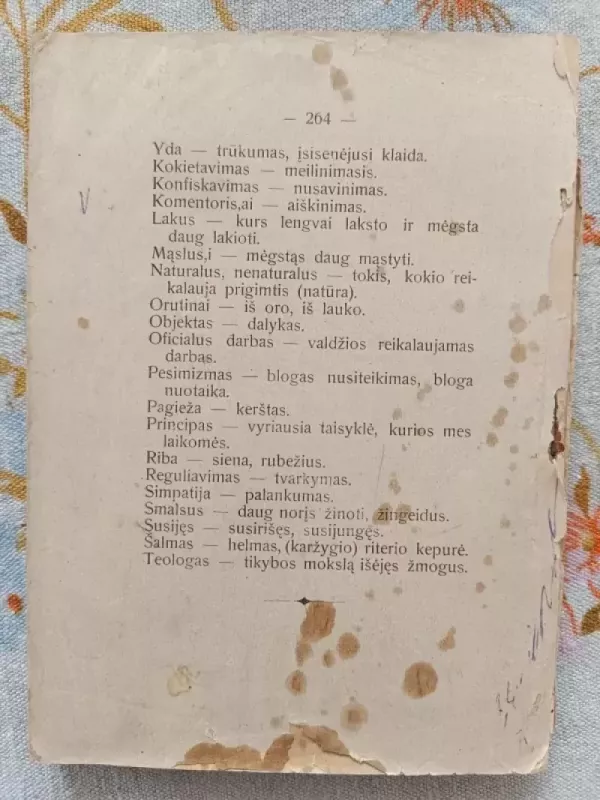 — 264 —
Yda — trūkumas, įsisenėjusi klaida.
Kokietavimas — meilinimasis.
Konfiskavimas — nusavinimas.
Komentoris,ai — aiškinimas.
Lakus — kurs lengvai laksto ir mėgsta
daug lakioti.
Mąslus,i — mėgstąs daug mąstyti.
Naturalus, nenaturalus — tokis, kokio rei-
kalauja prigimtis (natūra).
Orutinai — iš oro, iš lauko.
Objektas — dalykas.
Oficialus darbas — valdžios reikalaujamas
darbas.
Pesimizmas — blogas nusiteikimas, bloga
nuotaika.
Pagieža — kerštas.
Principas — vyriausia taisyklė, kurios mes
laikomės.
Riba — siena, rubežius.
Reguliavimas — tvarkymas.
Simpatija — palankumas.
Smalsus — daug norįs žinoti, žingeidus.
Susijęs — susirišęs, susijungęs.
Šalmas — helmas, (karžygio) riterio kepurė.
Teologas — tikybos mokslą išėjęs žmogus.